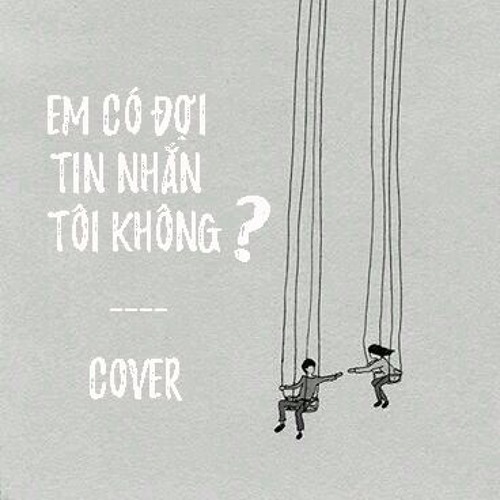 EM CÓ ĐỢI
TIN NHẮN
TÔI KHÔNG?
----
COVER